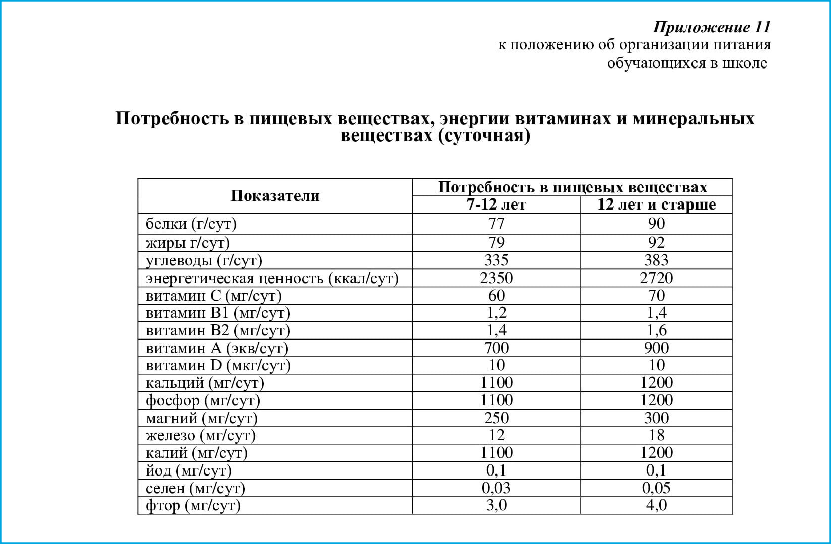 Приложение 11
к положению об организации питания
обучающихся в школе
Потребность в пищевых веществах, энергии витаминах и минеральных
веществах (суточная)
Показатели Потребность в пищевых веществах
7-12 лет 12 лет и старше
белки (г/сут) 77 90
жиры г/сут) 79 92
углеводы (г/сут) 335 383
энергетическая ценность (ккал/сут) 2350 2720
витамин С (мг/сут) 60 70
витамин В1 (мг/сут) 1,2 1,4
витамин В2 (мг/сут) 1,4 1,6
витамин А (экв/сут) 700 900
витамин D (мкг/сут) 10 10
кальций (мг/сут) 1100 1200
фосфор (мг/сут) 1100 1200
магний (мг/сут) 250 300
железо (мг/сут) 12 18
калий (мг/сут) 1100 1200
йод (мг/сут) 0,1 0,1
селен (мг/сут) 0,03 0,05
фтор (мг/сут) 3,0 4,0